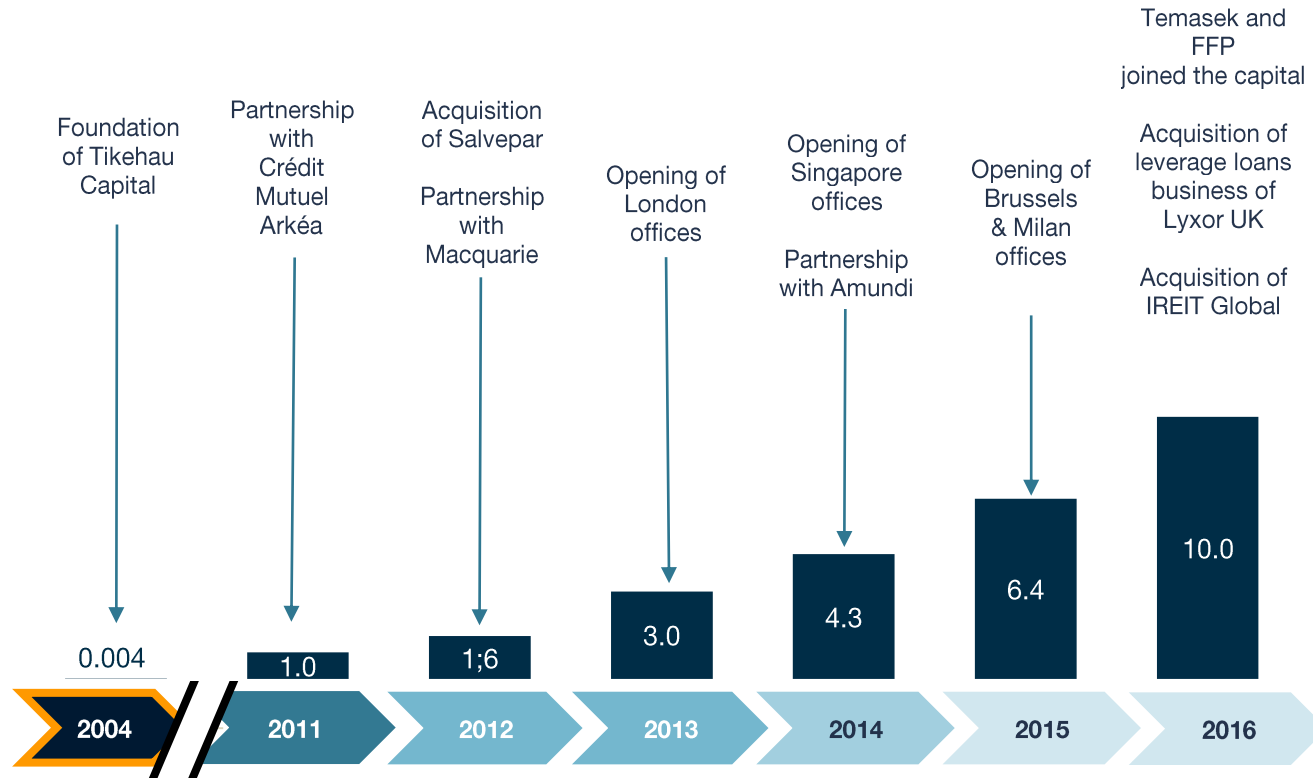 Foundation
of Tikehau
Capital
Partnership
with
Crédit
Mutuel
Arkéa
Acquisition
of Salvepar
Partnership
with
Macquarie
Opening of
London
offices
Opening of
Singapore
offices
Partnership
with Amundi
Opening of
Brussels
& Milan
offices
Temasek and
FFP
joined the capital
Acquisition of
leverage loans
business of
Lyxor UK
Acquisition of
IREIT Global
0.004
1.0
1;6
3.0
4.3
6.4
10.0
2004
2011
2012
2013
2014
2015
2016